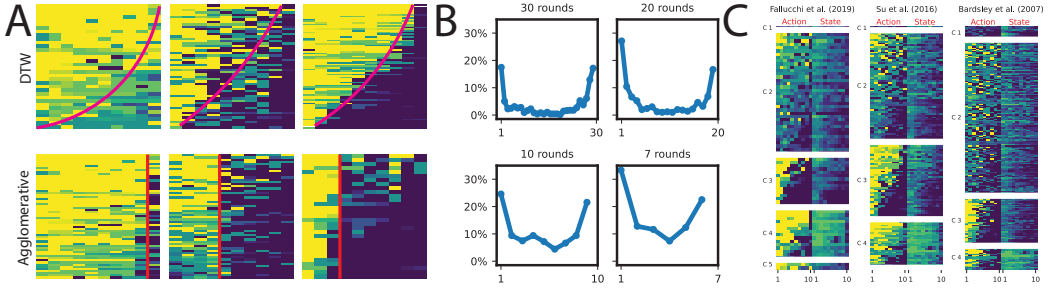 A
DTW
Agglomerative
B
30 rounds
20 rounds
30%
20%
10%
0%
1
30
1
20
10 rounds
7 rounds
30%
20%
10%
0%
1
10
1
7
C
Fallucchi et al. (2019)
Su et al. (2016)
Bardsley et al. (2007)
Action State
Action State
Action State
C 1
C 2
C 3
C 4
C 5
1 10 1 10
C 1
C 2
C 3
C 4
1 10 1 10
C 1
C 2
C 3
C 4
1 10 1 10